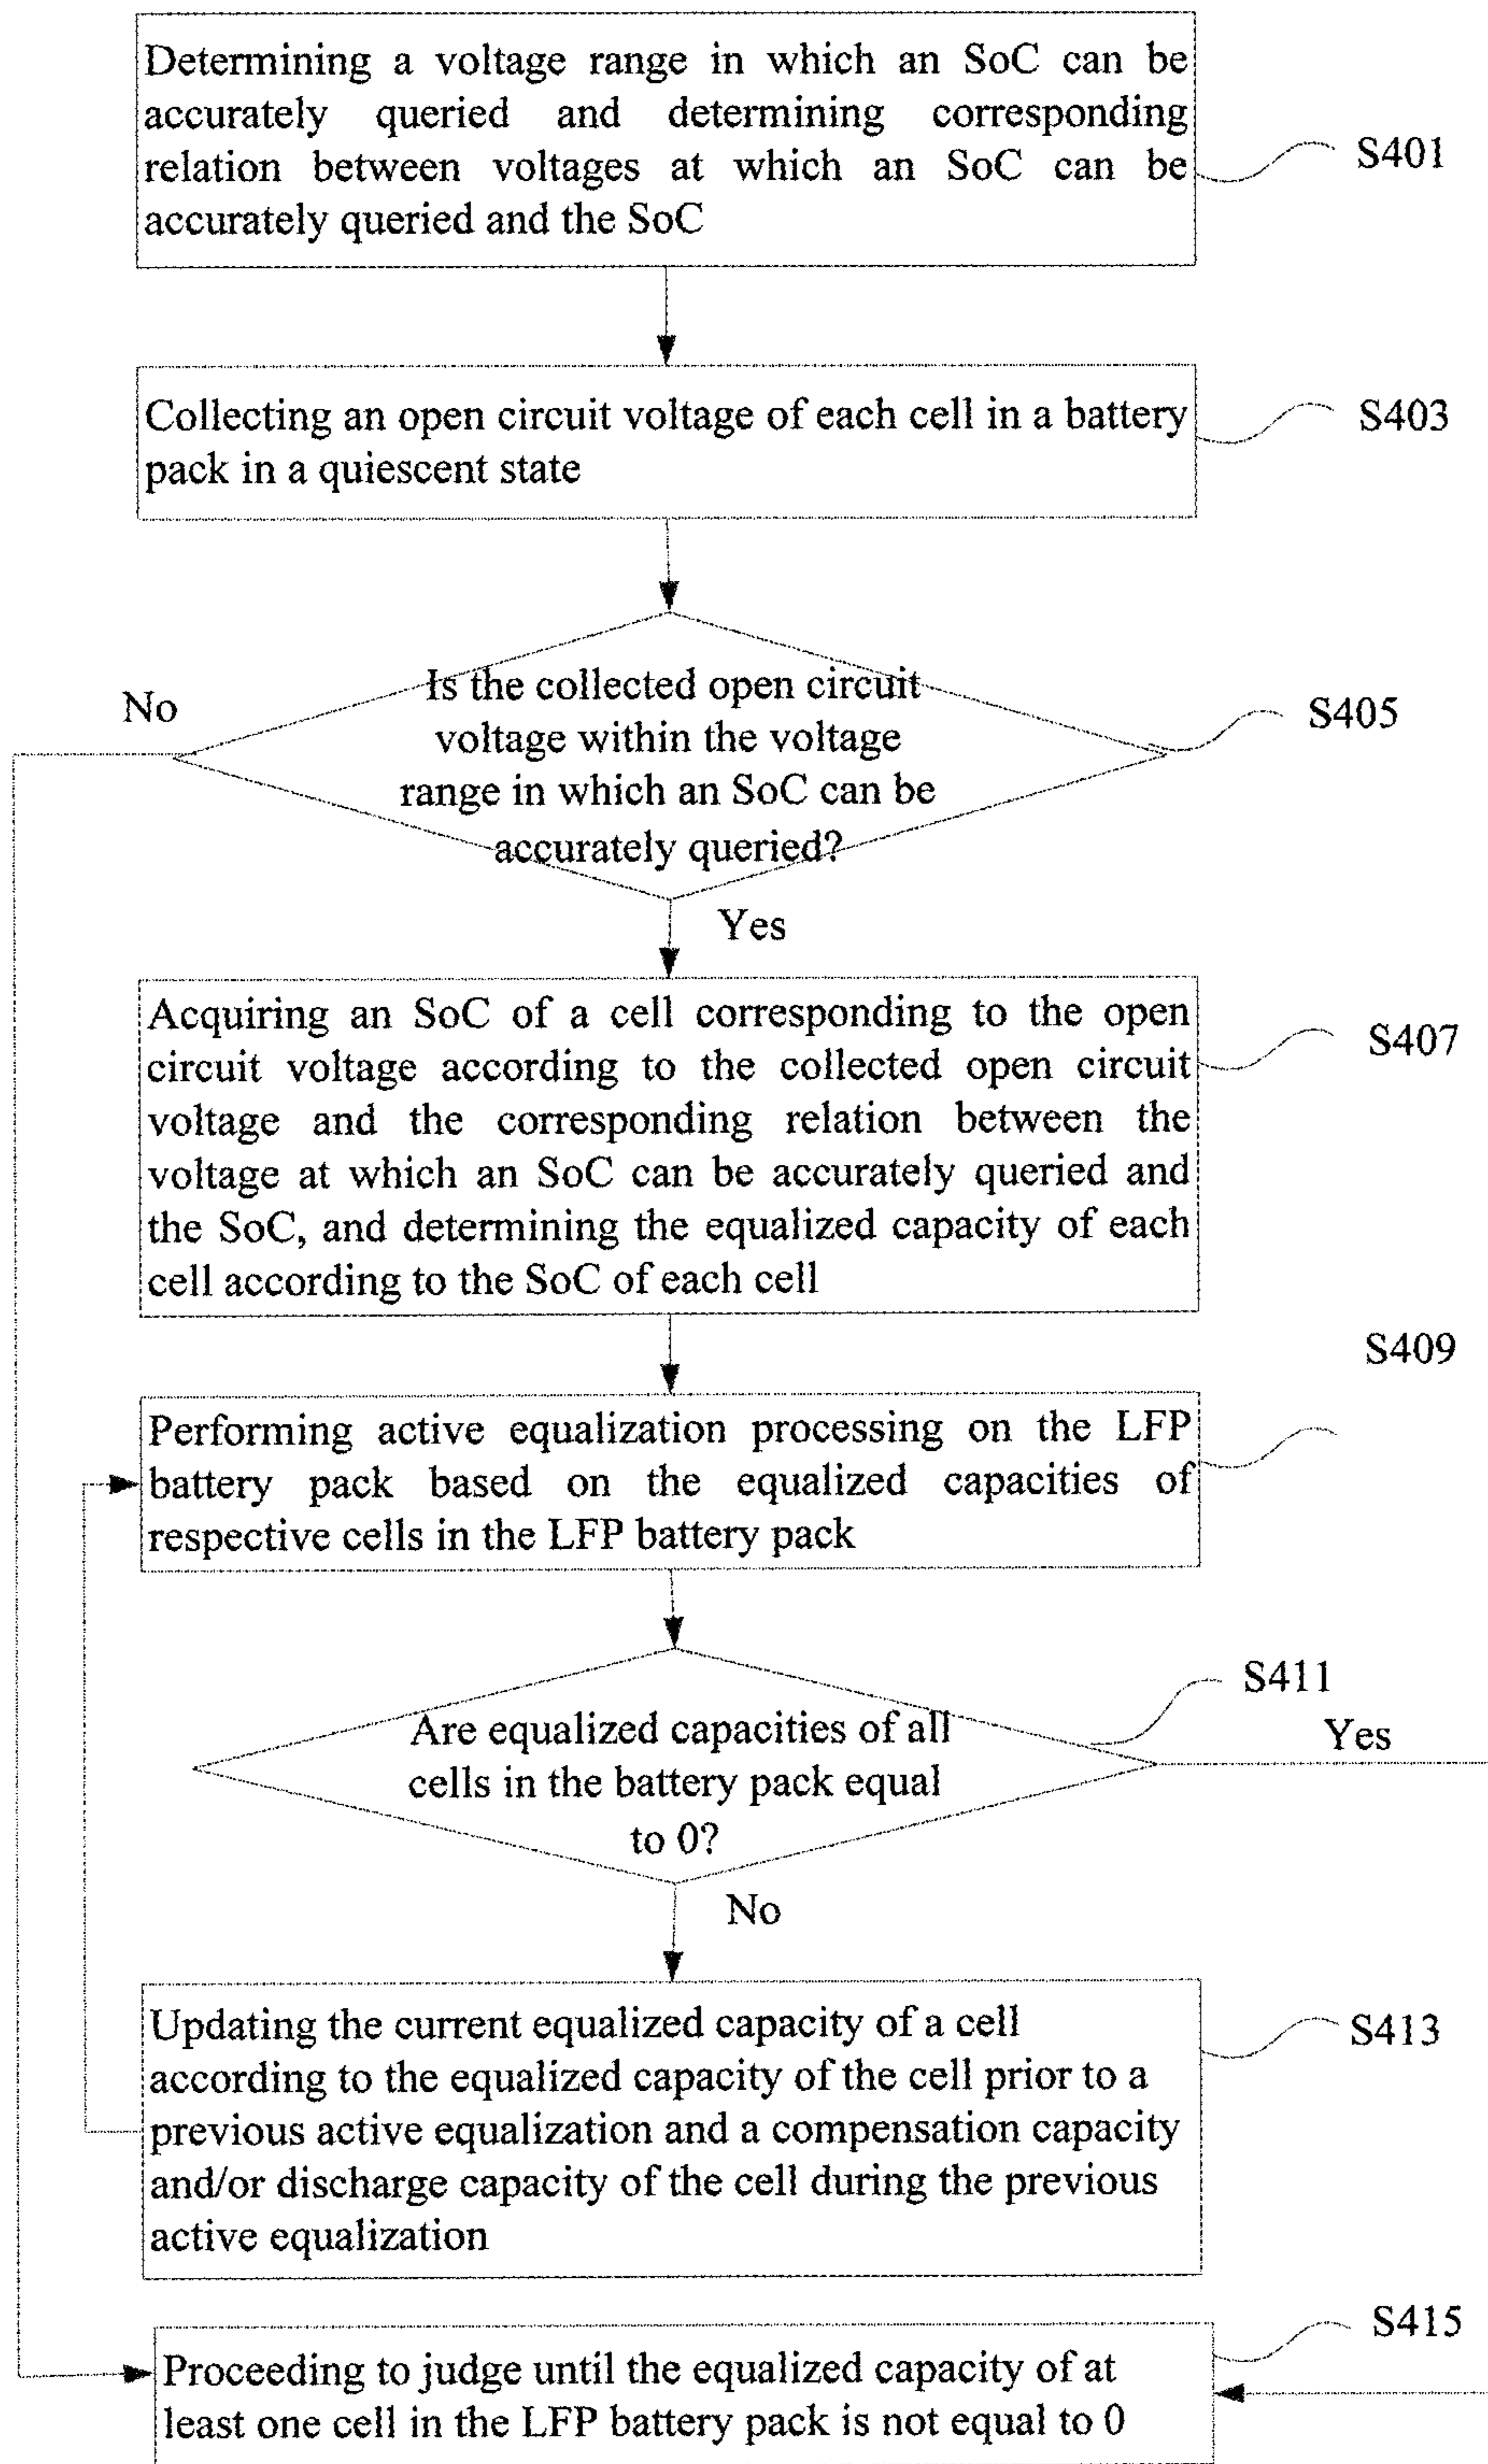 Determining a voltage range in which an SoC can be
accurately queried and determining corresponding
relation between voltages at which an SoC can be
accurately queried and the SoC
S401
Collecting an open circuit voltage of each cell in a battery
pack in a quiescent state
S403
No
Is the collected open circuit
voltage within the voltage
range in which an SoC can be
accurately queried?
S405
Yes
Acquiring an SoC of a cell corresponding to the open
circuit voltage according to the collected open circuit
voltage and the corresponding relation between the
voltage at which an SoC can be accurately queried and
the SoC, and determining the equalized capacity of each
cell according to the SoC of each cell
S407
S409
Performing active equalization processing on the LFP
battery pack based on the equalized capacities of
respective cells in the LFP battery pack
S411
Are equalized capacities of all
cells in the battery pack equal
to 0?
Yes
No
Updating the current equalized capacity of a cell
according to the equalized capacity of the cell prior to a
previous active equalization and a compensation capacity
and/or discharge capacity of the cell during the previous
active equalization
S413
S415
Proceeding to judge until the equalized capacity of at
least one cell in the LFP battery pack is not equal to 0